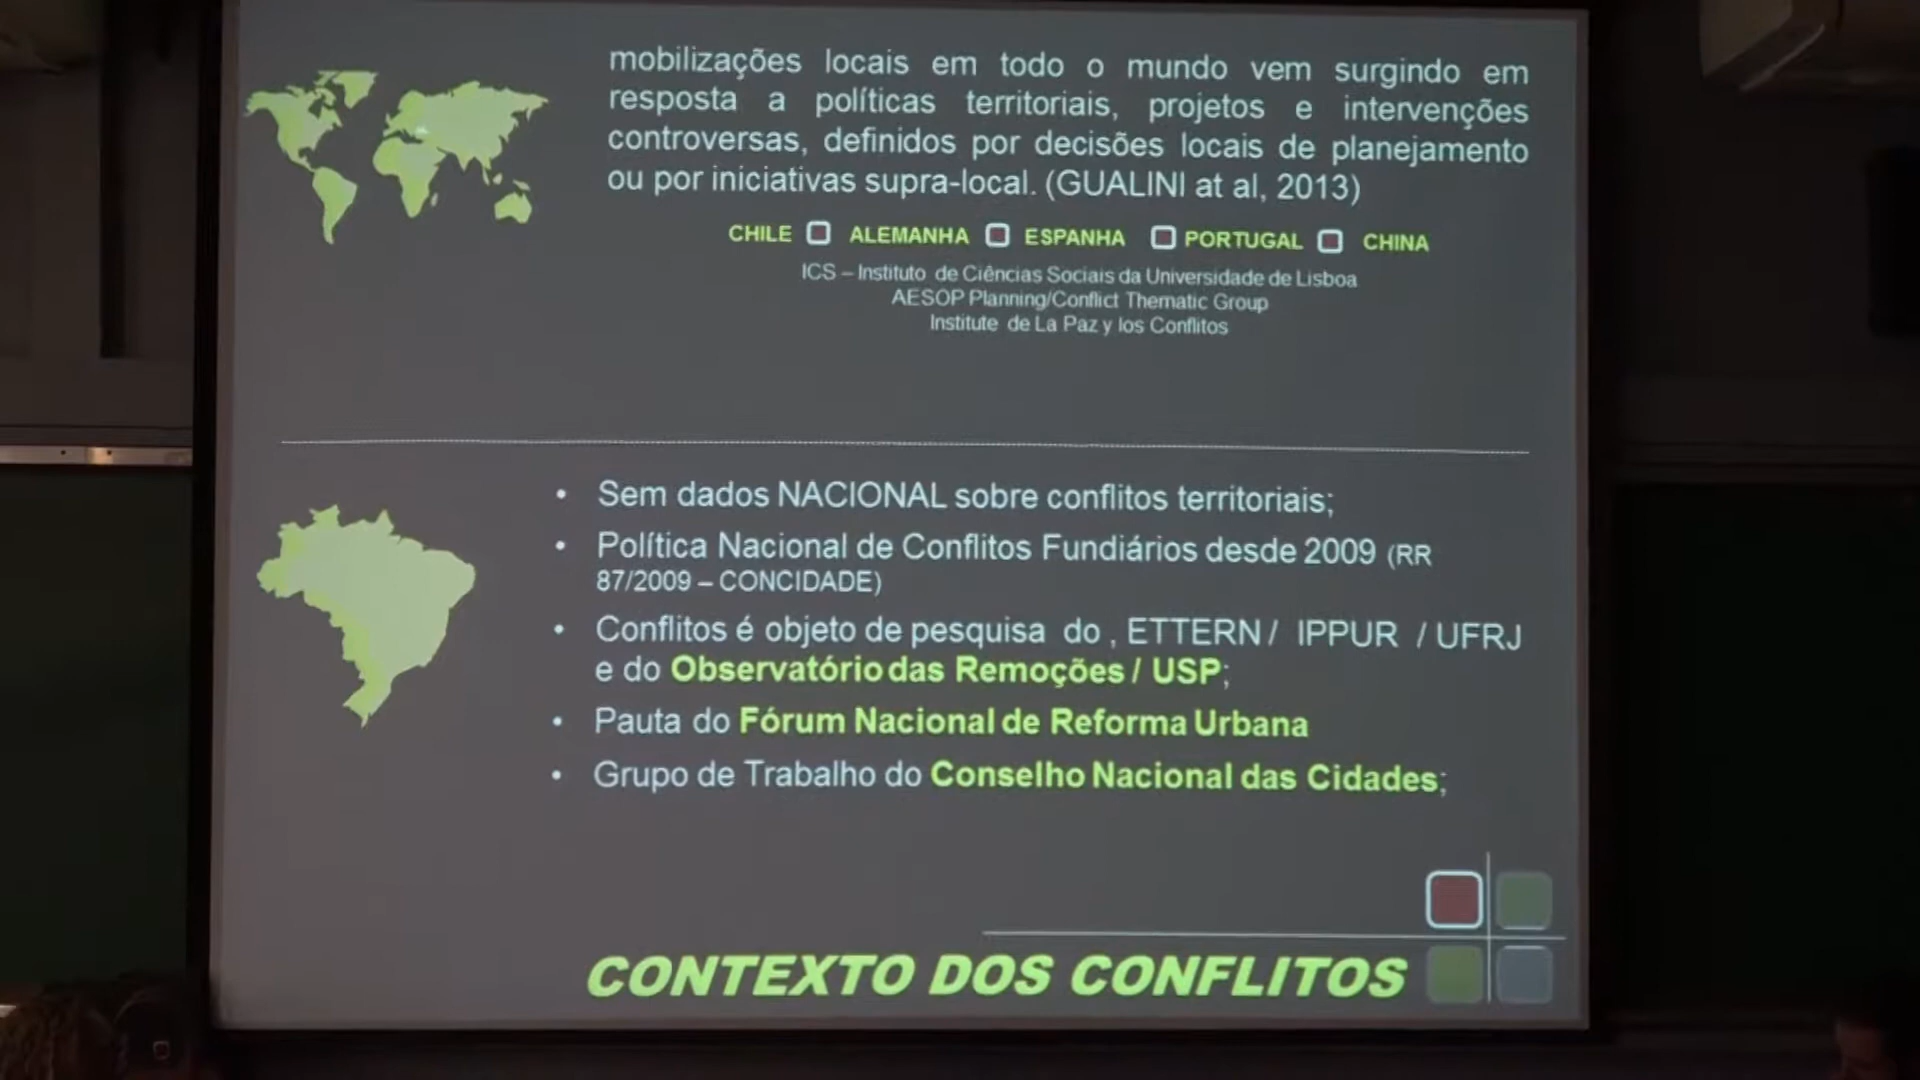 mobilizações locais em todo o mundo vem surgindo em
resposta a políticas territoriais, projetos e intervenções
controversas, definidos por decisões locais de planejamento
ou por iniciativas supra-local. (GUALINI at al, 2013)
CHILE ALEMANHA ESPANHA PORTUGAL CHINA
ICS – Instituto de Ciências Sociais da Universidade de Lisboa
AESOP Planning/Conflict Thematic Group
Institute de La Paz y los Conflitos
• Sem dados NACIONAL sobre conflitos territoriais;
• Política Nacional de Conflitos Fundiários desde 2009 (RR
87/2009 – CONCIDADE)
• Conflitos é objeto de pesquisa do , ETTERN / IPPUR / UFRJ
e do Observatório das Remoções / USP;
• Pauta do Fórum Nacional de Reforma Urbana
• Grupo de Trabalho do Conselho Nacional das Cidades;
CONTEXTO DOS CONFLITOS